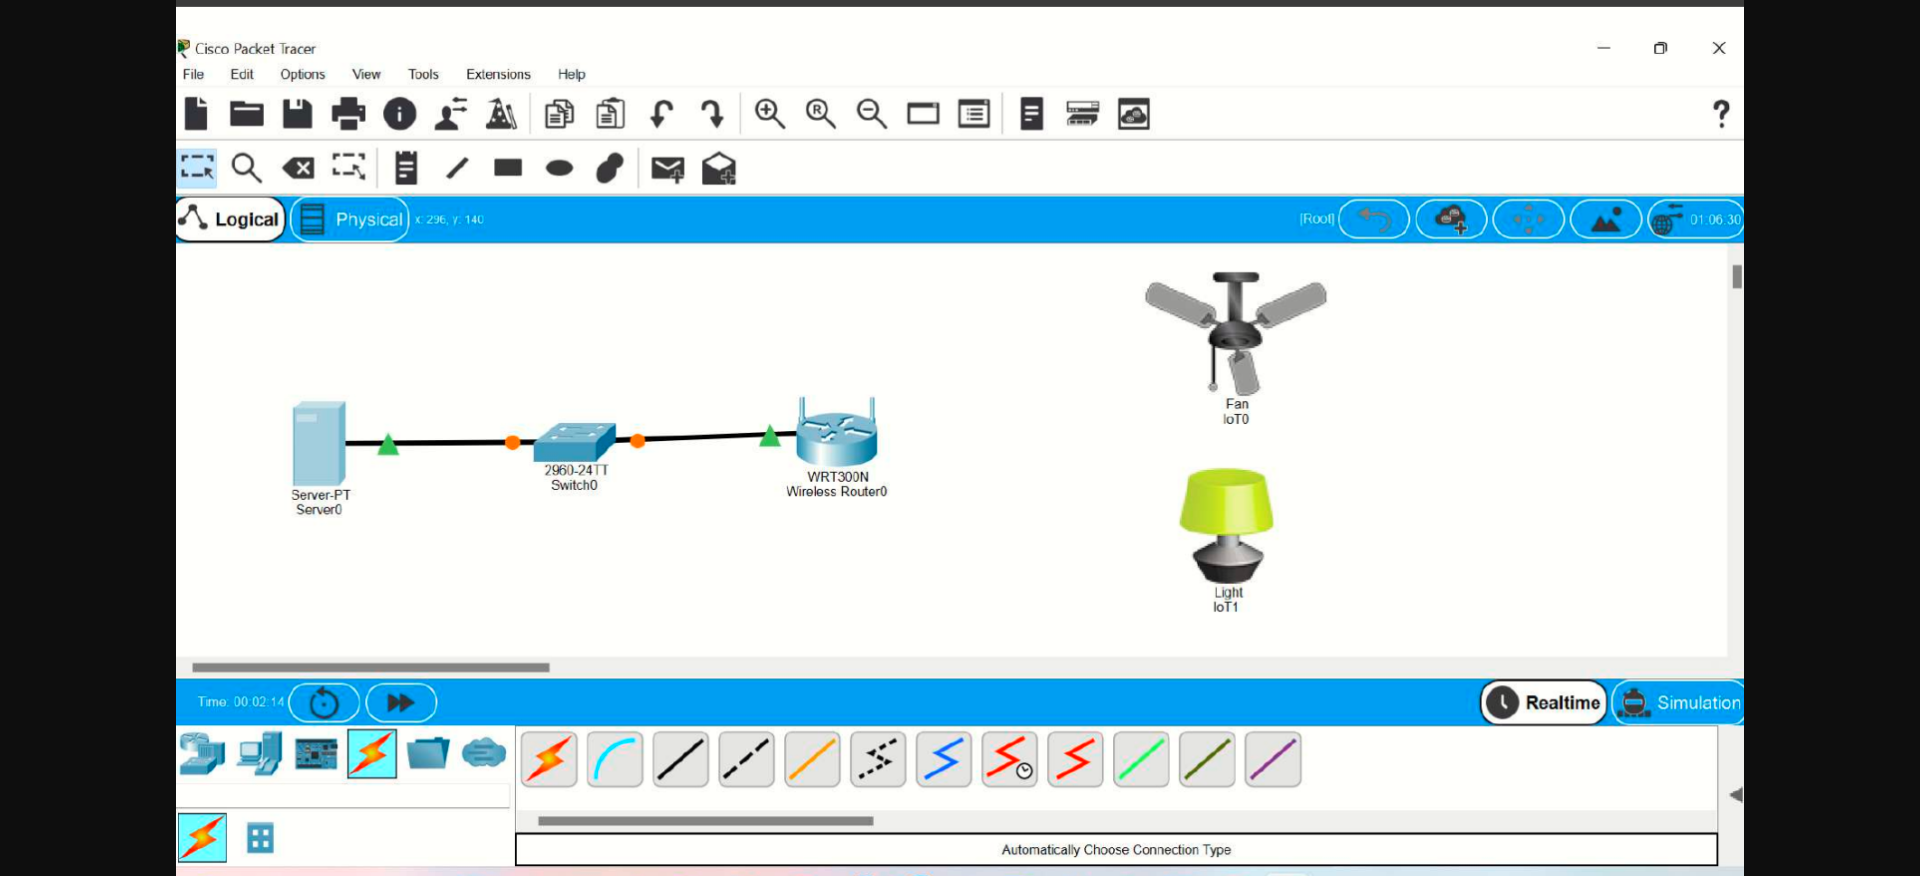 Cisco Packet Tracer
File Edit Options View Tools Extensions Help
R
i
?
Logical Physical x: 296, y: 140 [Root] 01:06:30
Fan
IoT0
2960-24TT
Switch0
WRT300N
Wireless Router0
Server-PT
Server0
Light
IoT1
Time: 00:02:14 Realtime Simulation
Automatically Choose Connection Type